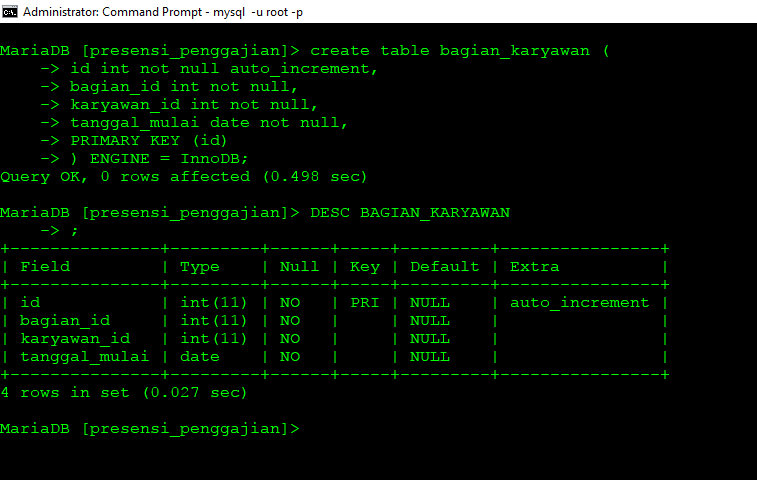 Administrator: Command Prompt - mysql -u root -p
MariaDB [presensi_penggajian]> create table bagian_karyawan (
    -> id int not null auto_increment,
    -> bagian_id int not null,
    -> karyawan_id int not null,
    -> tanggal_mulai date not null,
    -> PRIMARY KEY (id)
    -> ) ENGINE = InnoDB;
Query OK, 0 rows affected (0.498 sec)
MariaDB [presensi_penggajian]> DESC BAGIAN_KARYAWAN
    -> ;
+---------------+---------+------+-----+---------+----------------+
| Field         | Type    | Null | Key | Default | Extra          |
+---------------+---------+------+-----+---------+----------------+
| id            | int(11) | NO   | PRI | NULL    | auto_increment |
| bagian_id     | int(11) | NO   |     | NULL    |                |
| karyawan_id   | int(11) | NO   |     | NULL    |                |
| tanggal_mulai | date    | NO   |     | NULL    |                |
+---------------+---------+------+-----+---------+----------------+
4 rows in set (0.027 sec)
MariaDB [presensi_penggajian]>